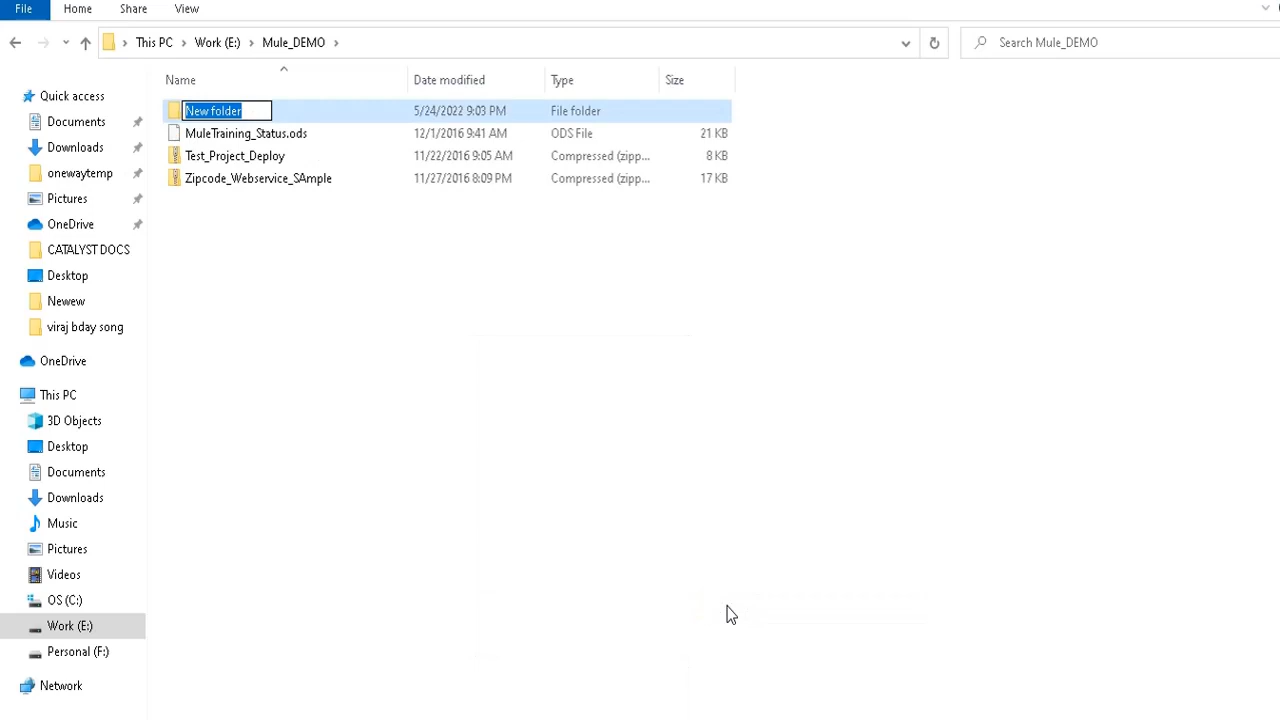 File Home Share View
This PC Work (E:) Mule_DEMO Search Mule_DEMO
Name Date modified Type Size
New folder 5/24/2022 9:03 PM File folder
MuleTraining_Status.ods 12/1/2016 9:41 AM ODS File 21 KB
Test_Project_Deploy 11/22/2016 9:05 AM Compressed (zipp... 8 KB
Zipcode_Webservice_SAmple 11/27/2016 8:09 PM Compressed (zipp... 17 KB
Quick access
Documents
Downloads
onewaytemp
Pictures
OneDrive
CATALYST DOCS
Desktop
Newew
viraj bday song
OneDrive
This PC
3D Objects
Desktop
Documents
Downloads
Music
Pictures
Videos
OS (C:)
Work (E:)
Personal (F:)
Network